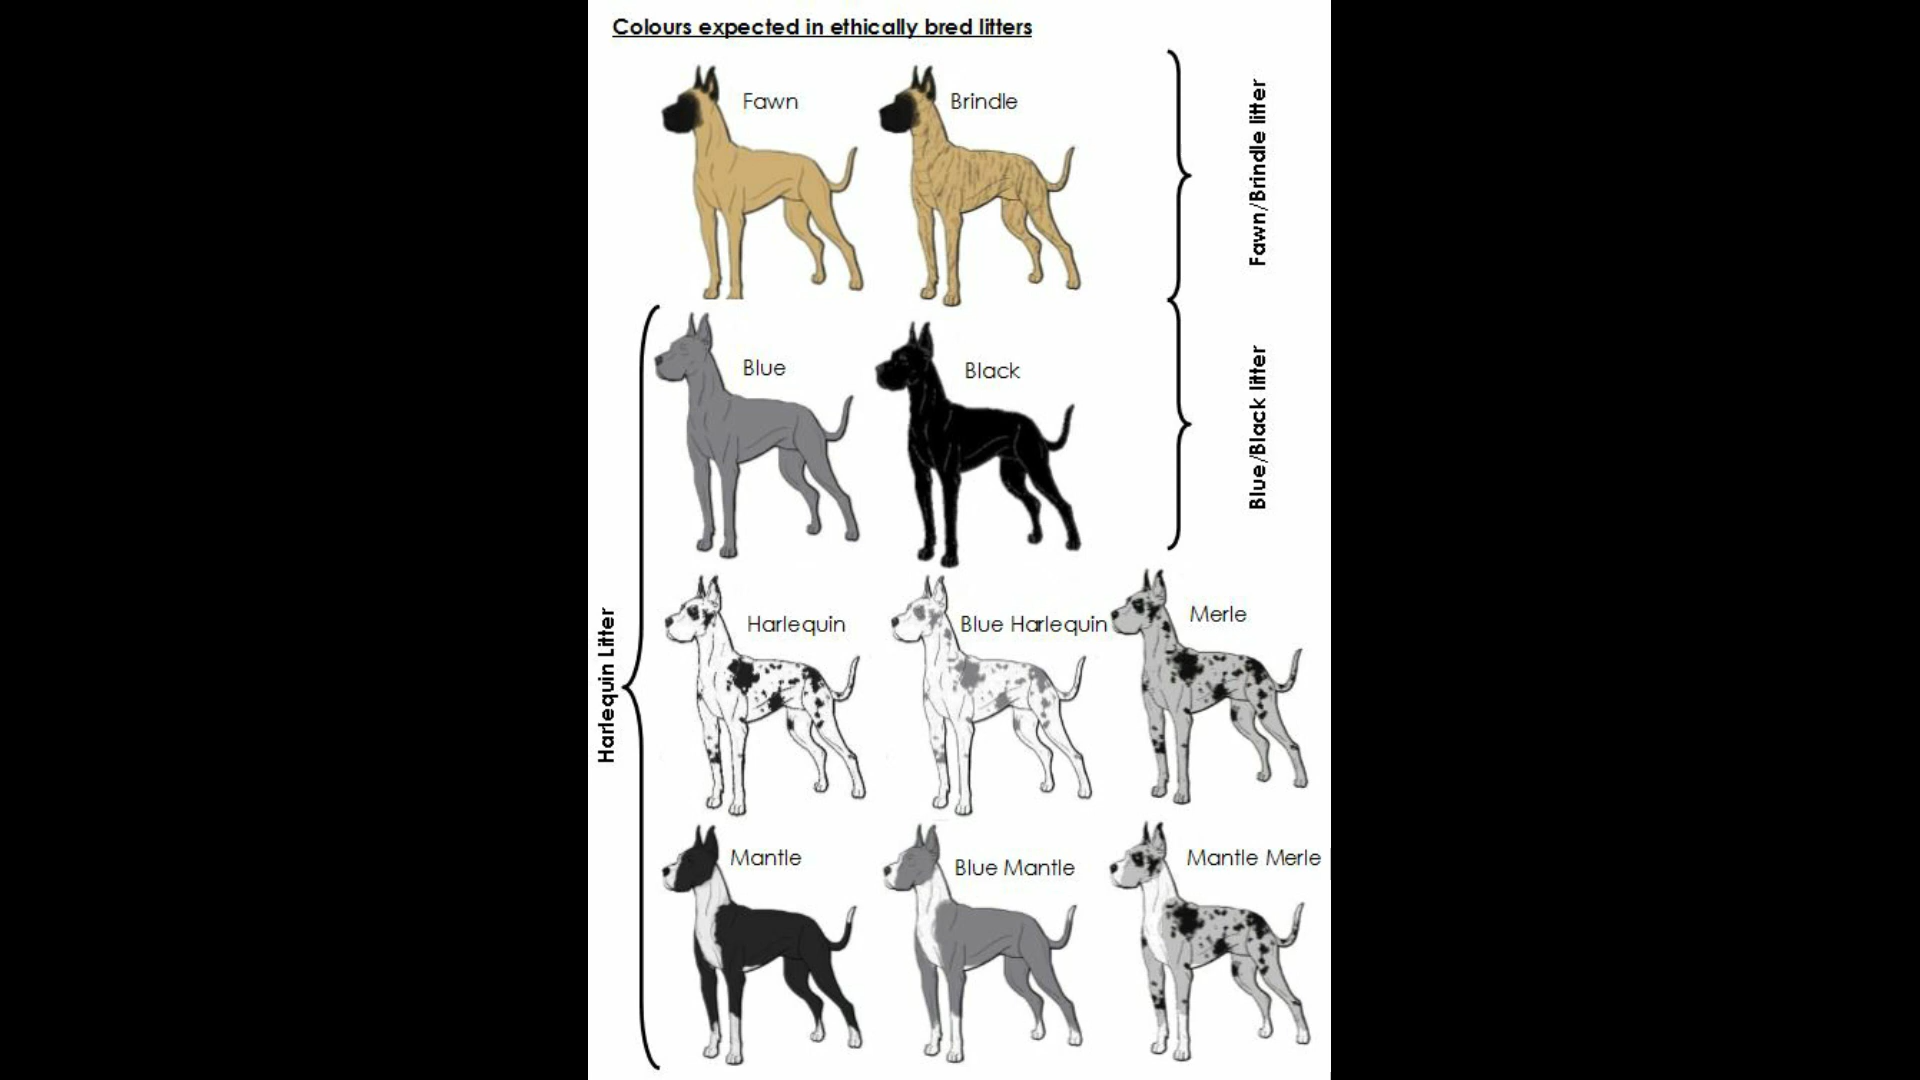 Colours expected in ethically bred litters
Fawn
Brindle
Fawn/Brindle litter
Blue
Black
Blue/Black litter
Harlequin
Blue Harlequin
Merle
Harlequin Litter
Mantle
Blue Mantle
Mantle Merle